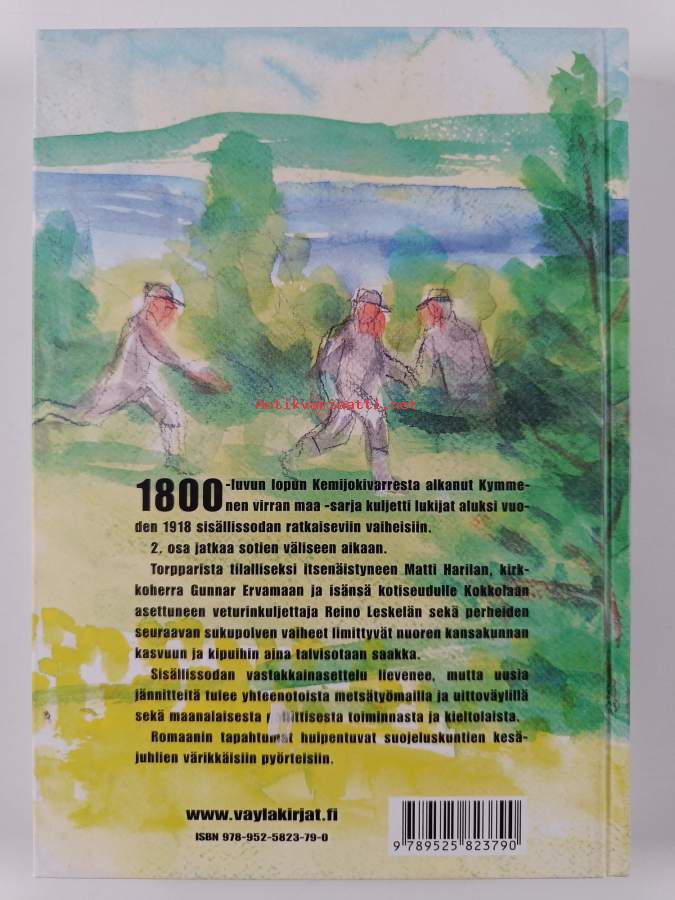 Antikvariaatti.net
1800 -luvun lopun Kemijokivarresta alkanut Kymme-
nen virran maa -sarja kuljetti lukijat aluksi vuo-
den 1918 sisällissodan ratkaiseviin vaiheisiin.
2. osa jatkaa sotien väliseen aikaan.
Torpparista tilalliseksi itsenäistyneen Matti Harilan, kirk-
koherra Gunnar Ervamaan ja isänsä kotiseudulle Kokkolaan
asettuneen veturinkuljettaja Reino Leskelän sekä perheiden
seuraavan sukupolven vaiheet limittyvät nuoren kansakunnan
kasvuun ja kipuihin aina talvisotaan saakka.
Sisällissodan vastakkainasettelu lievenee, mutta uusia
jännitteitä tulee yhteenotoista metsätyömailla ja uittoväylillä
sekä maanalaisesta toiminnasta ja kieltolaista.
Romaanin tapahtumat huipentuvat suojeluskuntien kesä-
juhlien värikkäisiin pyörteisiin.
www.vaylakirjat.fi
ISBN 978-952-5823-79-0
9 789525 823790